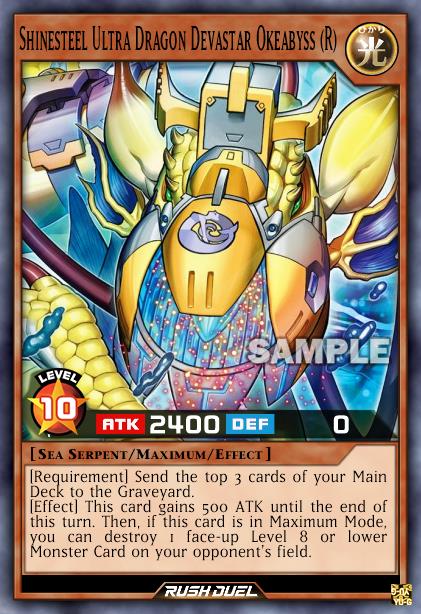 Shinesteel Ultra Dragon Devastar Okeabyss (R)
ひかり
光
SAMPLE
LEVEL
10
ATK 2400 DEF 0
[Sea Serpent/Maximum/Effect]
[Requirement] Send the top 3 cards of your Main
Deck to the Graveyard.
[Effect] This card gains 500 ATK until the end of
this turn. Then, if this card is in Maximum Mode,
you can destroy 1 face-up Level 8 or lower
Monster Card on your opponent's field.
RUSH DUEL